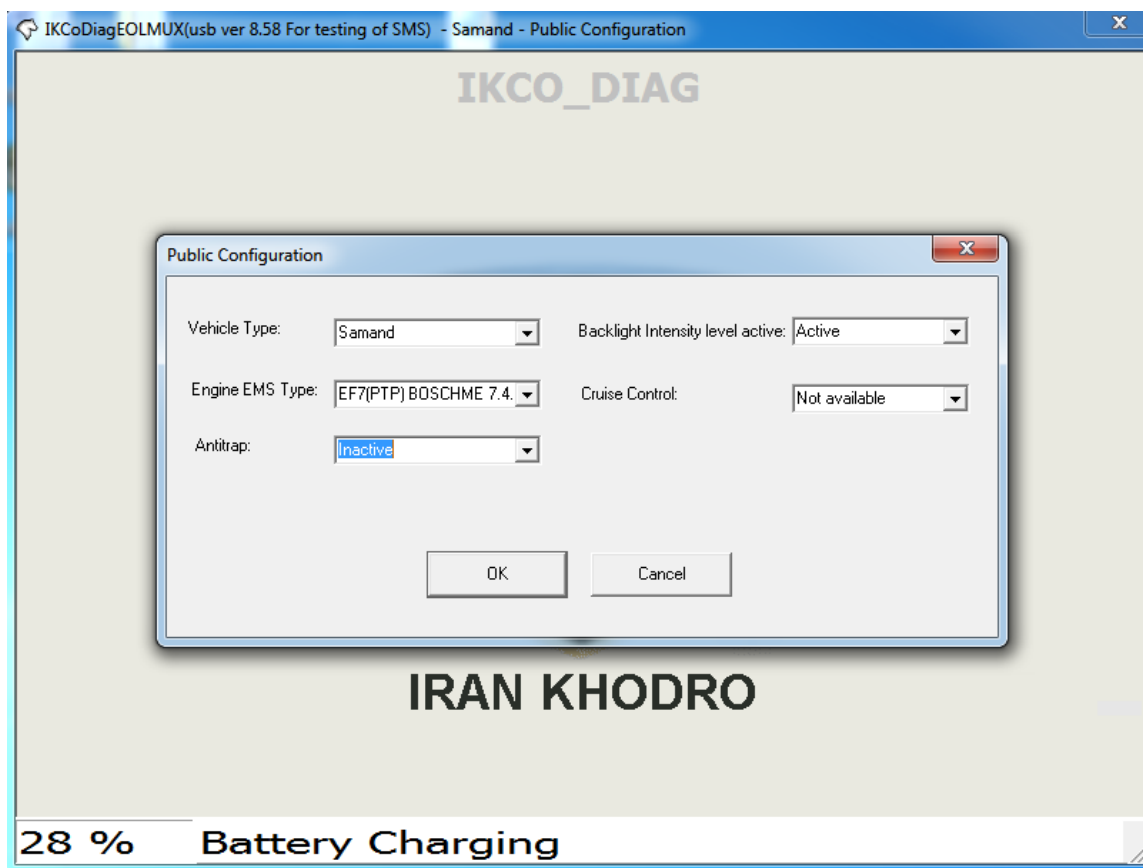 IKCoDiagEOLMUX(usb ver 8.58 For testing of SMS) - Samand - Public Configuration
IKCO_DIAG
Public Configuration
Vehicle Type: Samand Backlight Intensity level active: Active
Engine EMS Type: EF7(PTP) BOSCHME 7.4. Cruise Control: Not available
Antitrap: Inactive
OK Cancel
IRAN KHODRO
28 % Battery Charging